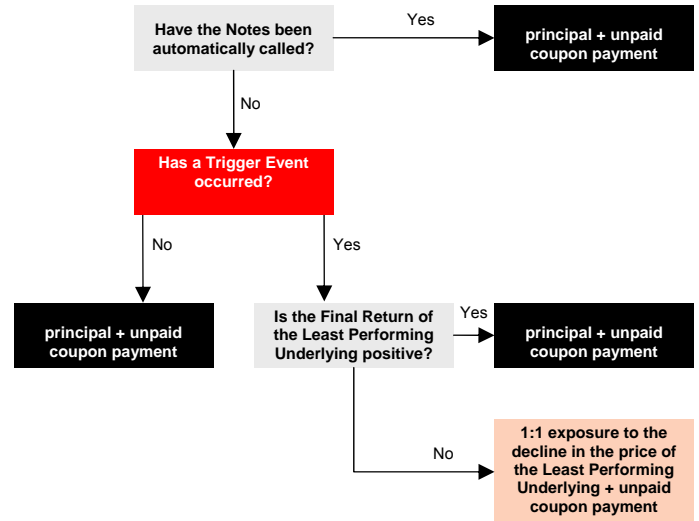 Have the Notes been
automatically called?
Yes
principal + unpaid
coupon payment
No
Has a Trigger Event
occurred?
No
Yes
principal + unpaid
coupon payment
Is the Final Return of
the Least Performing
Underlying positive?
Yes
principal + unpaid
coupon payment
No
1:1 exposure to the
decline in the price of
the Least Performing
Underlying + unpaid
coupon payment